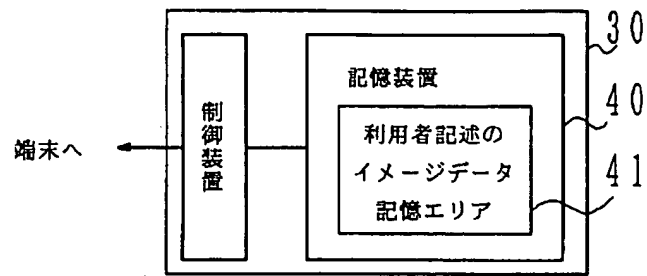 30
記憶装置
40
制御装置
利用者記述の
イメージデータ
記憶エリア
41
端末へ